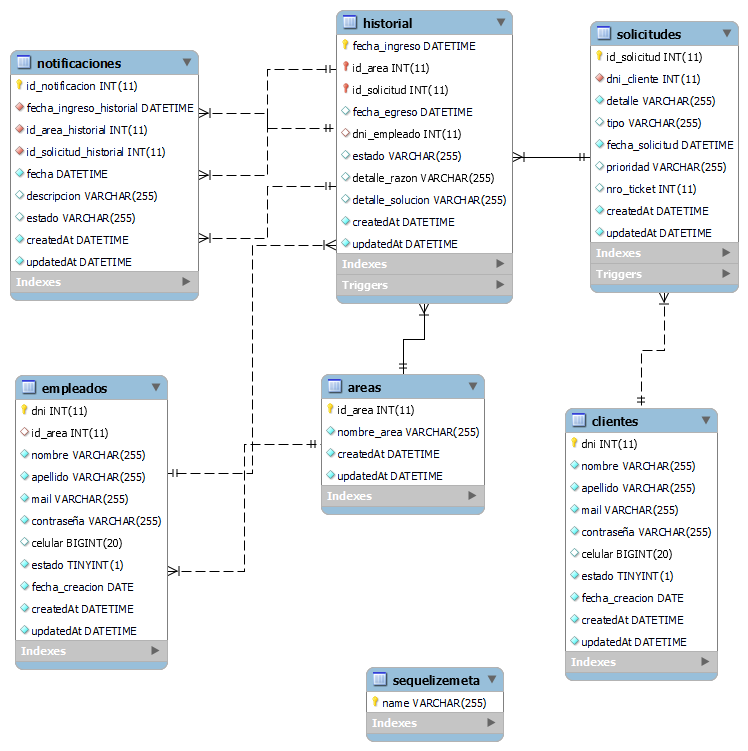 notificaciones
id_notificacion INT(11)
fecha_ingreso_historial DATETIME
id_area_historial INT(11)
id_solicitud_historial INT(11)
fecha DATETIME
descripcion VARCHAR(255)
estado VARCHAR(255)
createdAt DATETIME
updatedAt DATETIME
Indexes
historial
fecha_ingreso DATETIME
id_area INT(11)
id_solicitud INT(11)
fecha_egreso DATETIME
dni_empleado INT(11)
estado VARCHAR(255)
detalle_razon VARCHAR(255)
detalle_solucion VARCHAR(255)
createdAt DATETIME
updatedAt DATETIME
Indexes
Triggers
solicitudes
id_solicitud INT(11)
dni_cliente INT(11)
detalle VARCHAR(255)
tipo VARCHAR(255)
fecha_solicitud DATETIME
prioridad VARCHAR(255)
nro_ticket INT(11)
createdAt DATETIME
updatedAt DATETIME
Indexes
Triggers
empleados
dni INT(11)
id_area INT(11)
nombre VARCHAR(255)
apellido VARCHAR(255)
mail VARCHAR(255)
contraseña VARCHAR(255)
celular BIGINT(20)
estado TINYINT(1)
fecha_creacion DATE
createdAt DATETIME
updatedAt DATETIME
Indexes
areas
id_area INT(11)
nombre_area VARCHAR(255)
createdAt DATETIME
updatedAt DATETIME
Indexes
clientes
dni INT(11)
nombre VARCHAR(255)
apellido VARCHAR(255)
mail VARCHAR(255)
contraseña VARCHAR(255)
celular BIGINT(20)
estado TINYINT(1)
fecha_creacion DATE
createdAt DATETIME
updatedAt DATETIME
Indexes
sequelizemeta
name VARCHAR(255)
Indexes